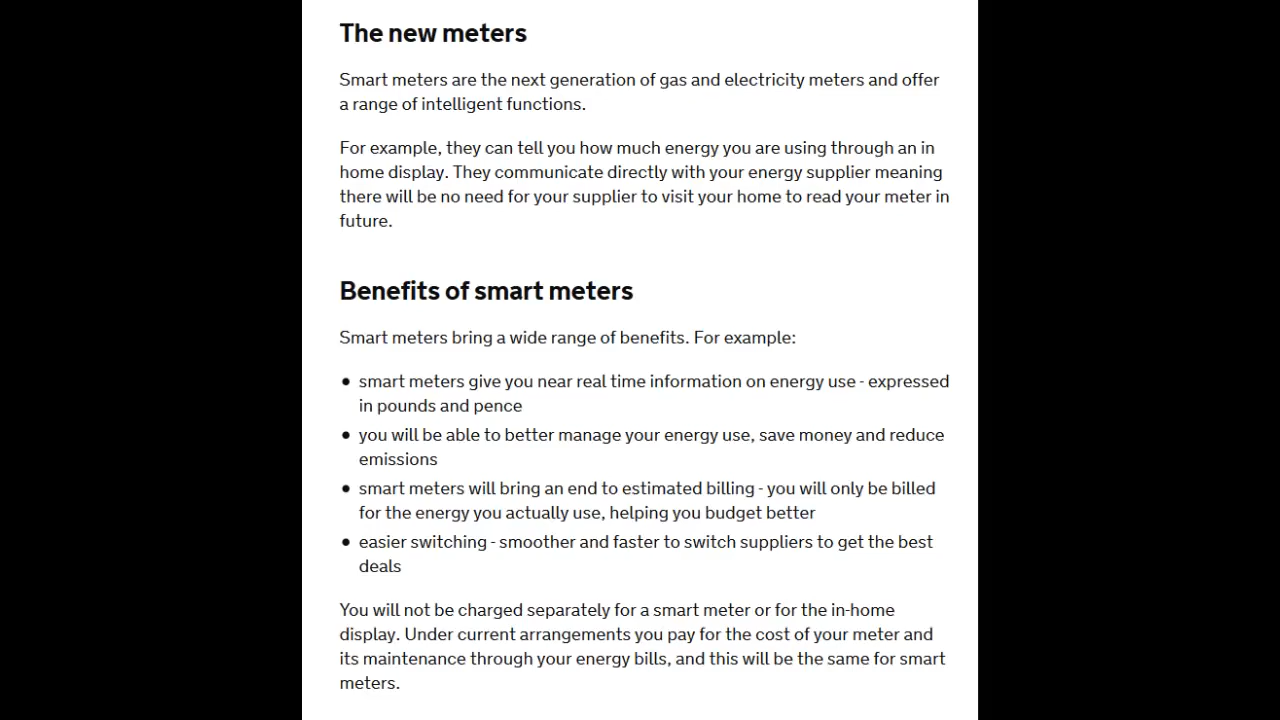 The new meters
Smart meters are the next generation of gas and electricity meters and offer
a range of intelligent functions.
For example, they can tell you how much energy you are using through an in
home display. They communicate directly with your energy supplier meaning
there will be no need for your supplier to visit your home to read your meter in
future.
Benefits of smart meters
Smart meters bring a wide range of benefits. For example:
• smart meters give you near real time information on energy use - expressed
in pounds and pence
• you will be able to better manage your energy use, save money and reduce
emissions
• smart meters will bring an end to estimated billing - you will only be billed
for the energy you actually use, helping you budget better
• easier switching - smoother and faster to switch suppliers to get the best
deals
You will not be charged separately for a smart meter or for the in-home
display. Under current arrangements you pay for the cost of your meter and
its maintenance through your energy bills, and this will be the same for smart
meters.